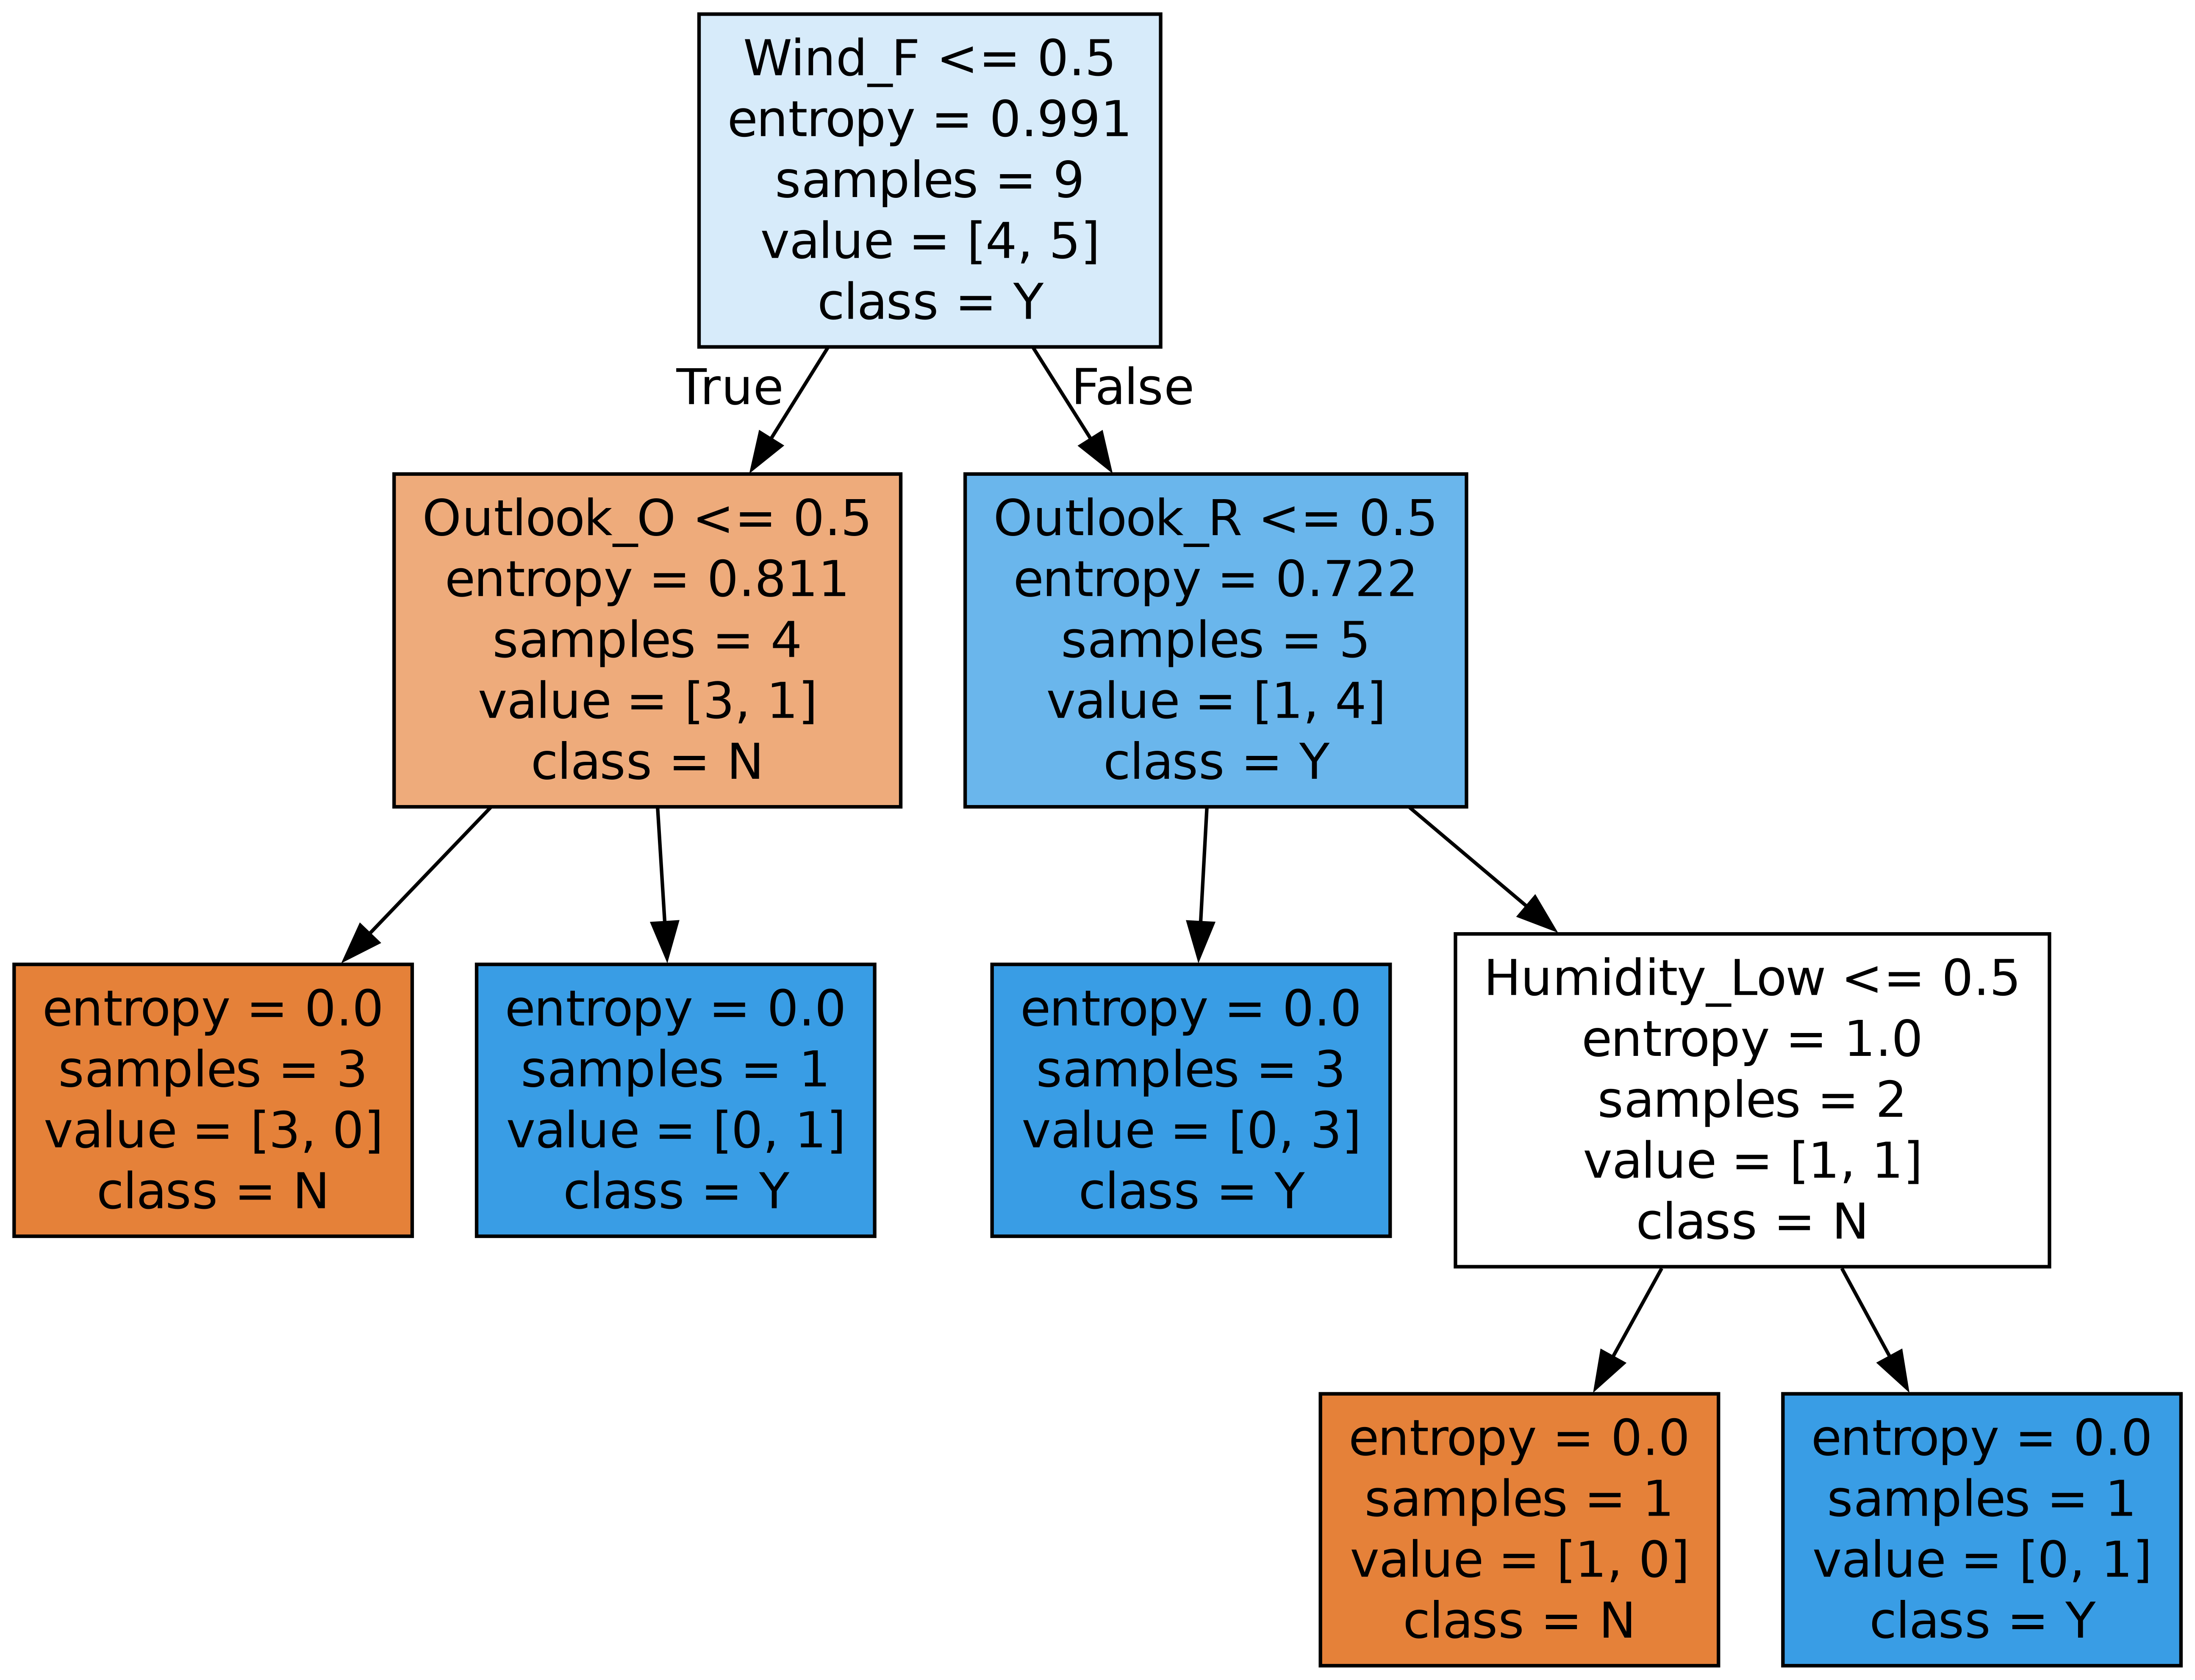 Wind_F <= 0.5
entropy = 0.991
samples = 9
value = [4, 5]
class = Y
True
False
Outlook_O <= 0.5
entropy = 0.811
samples = 4
value = [3, 1]
class = N
Outlook_R <= 0.5
entropy = 0.722
samples = 5
value = [1, 4]
class = Y
entropy = 0.0
samples = 3
value = [3, 0]
class = N
entropy = 0.0
samples = 1
value = [0, 1]
class = Y
entropy = 0.0
samples = 3
value = [0, 3]
class = Y
Humidity_Low <= 0.5
entropy = 1.0
samples = 2
value = [1, 1]
class = N
entropy = 0.0
samples = 1
value = [1, 0]
class = N
entropy = 0.0
samples = 1
value = [0, 1]
class = Y